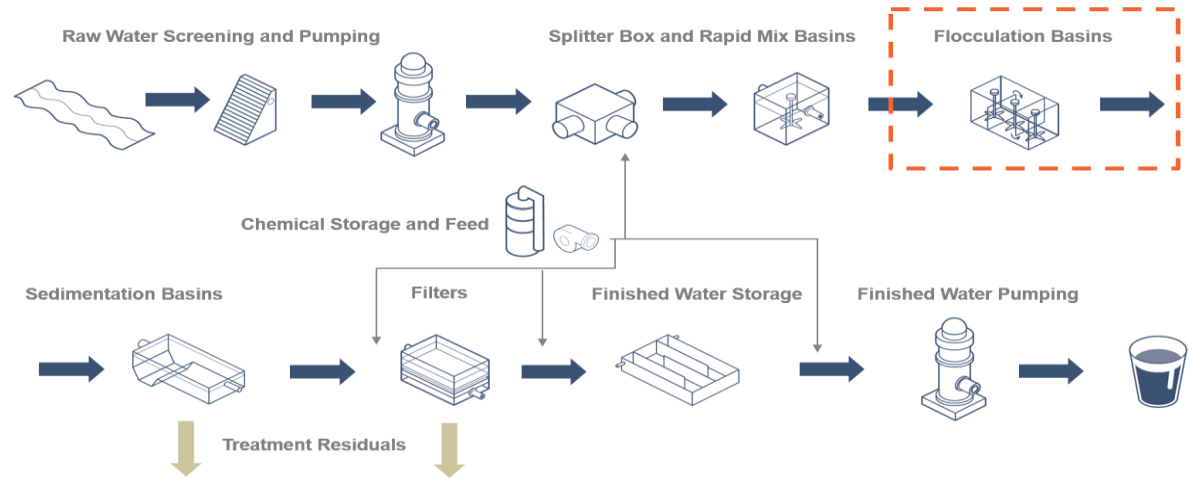 Raw Water Screening and Pumping
Splitter Box and Rapid Mix Basins
Flocculation Basins
Chemical Storage and Feed
Sedimentation Basins
Filters
Finished Water Storage
Finished Water Pumping
Treatment Residuals